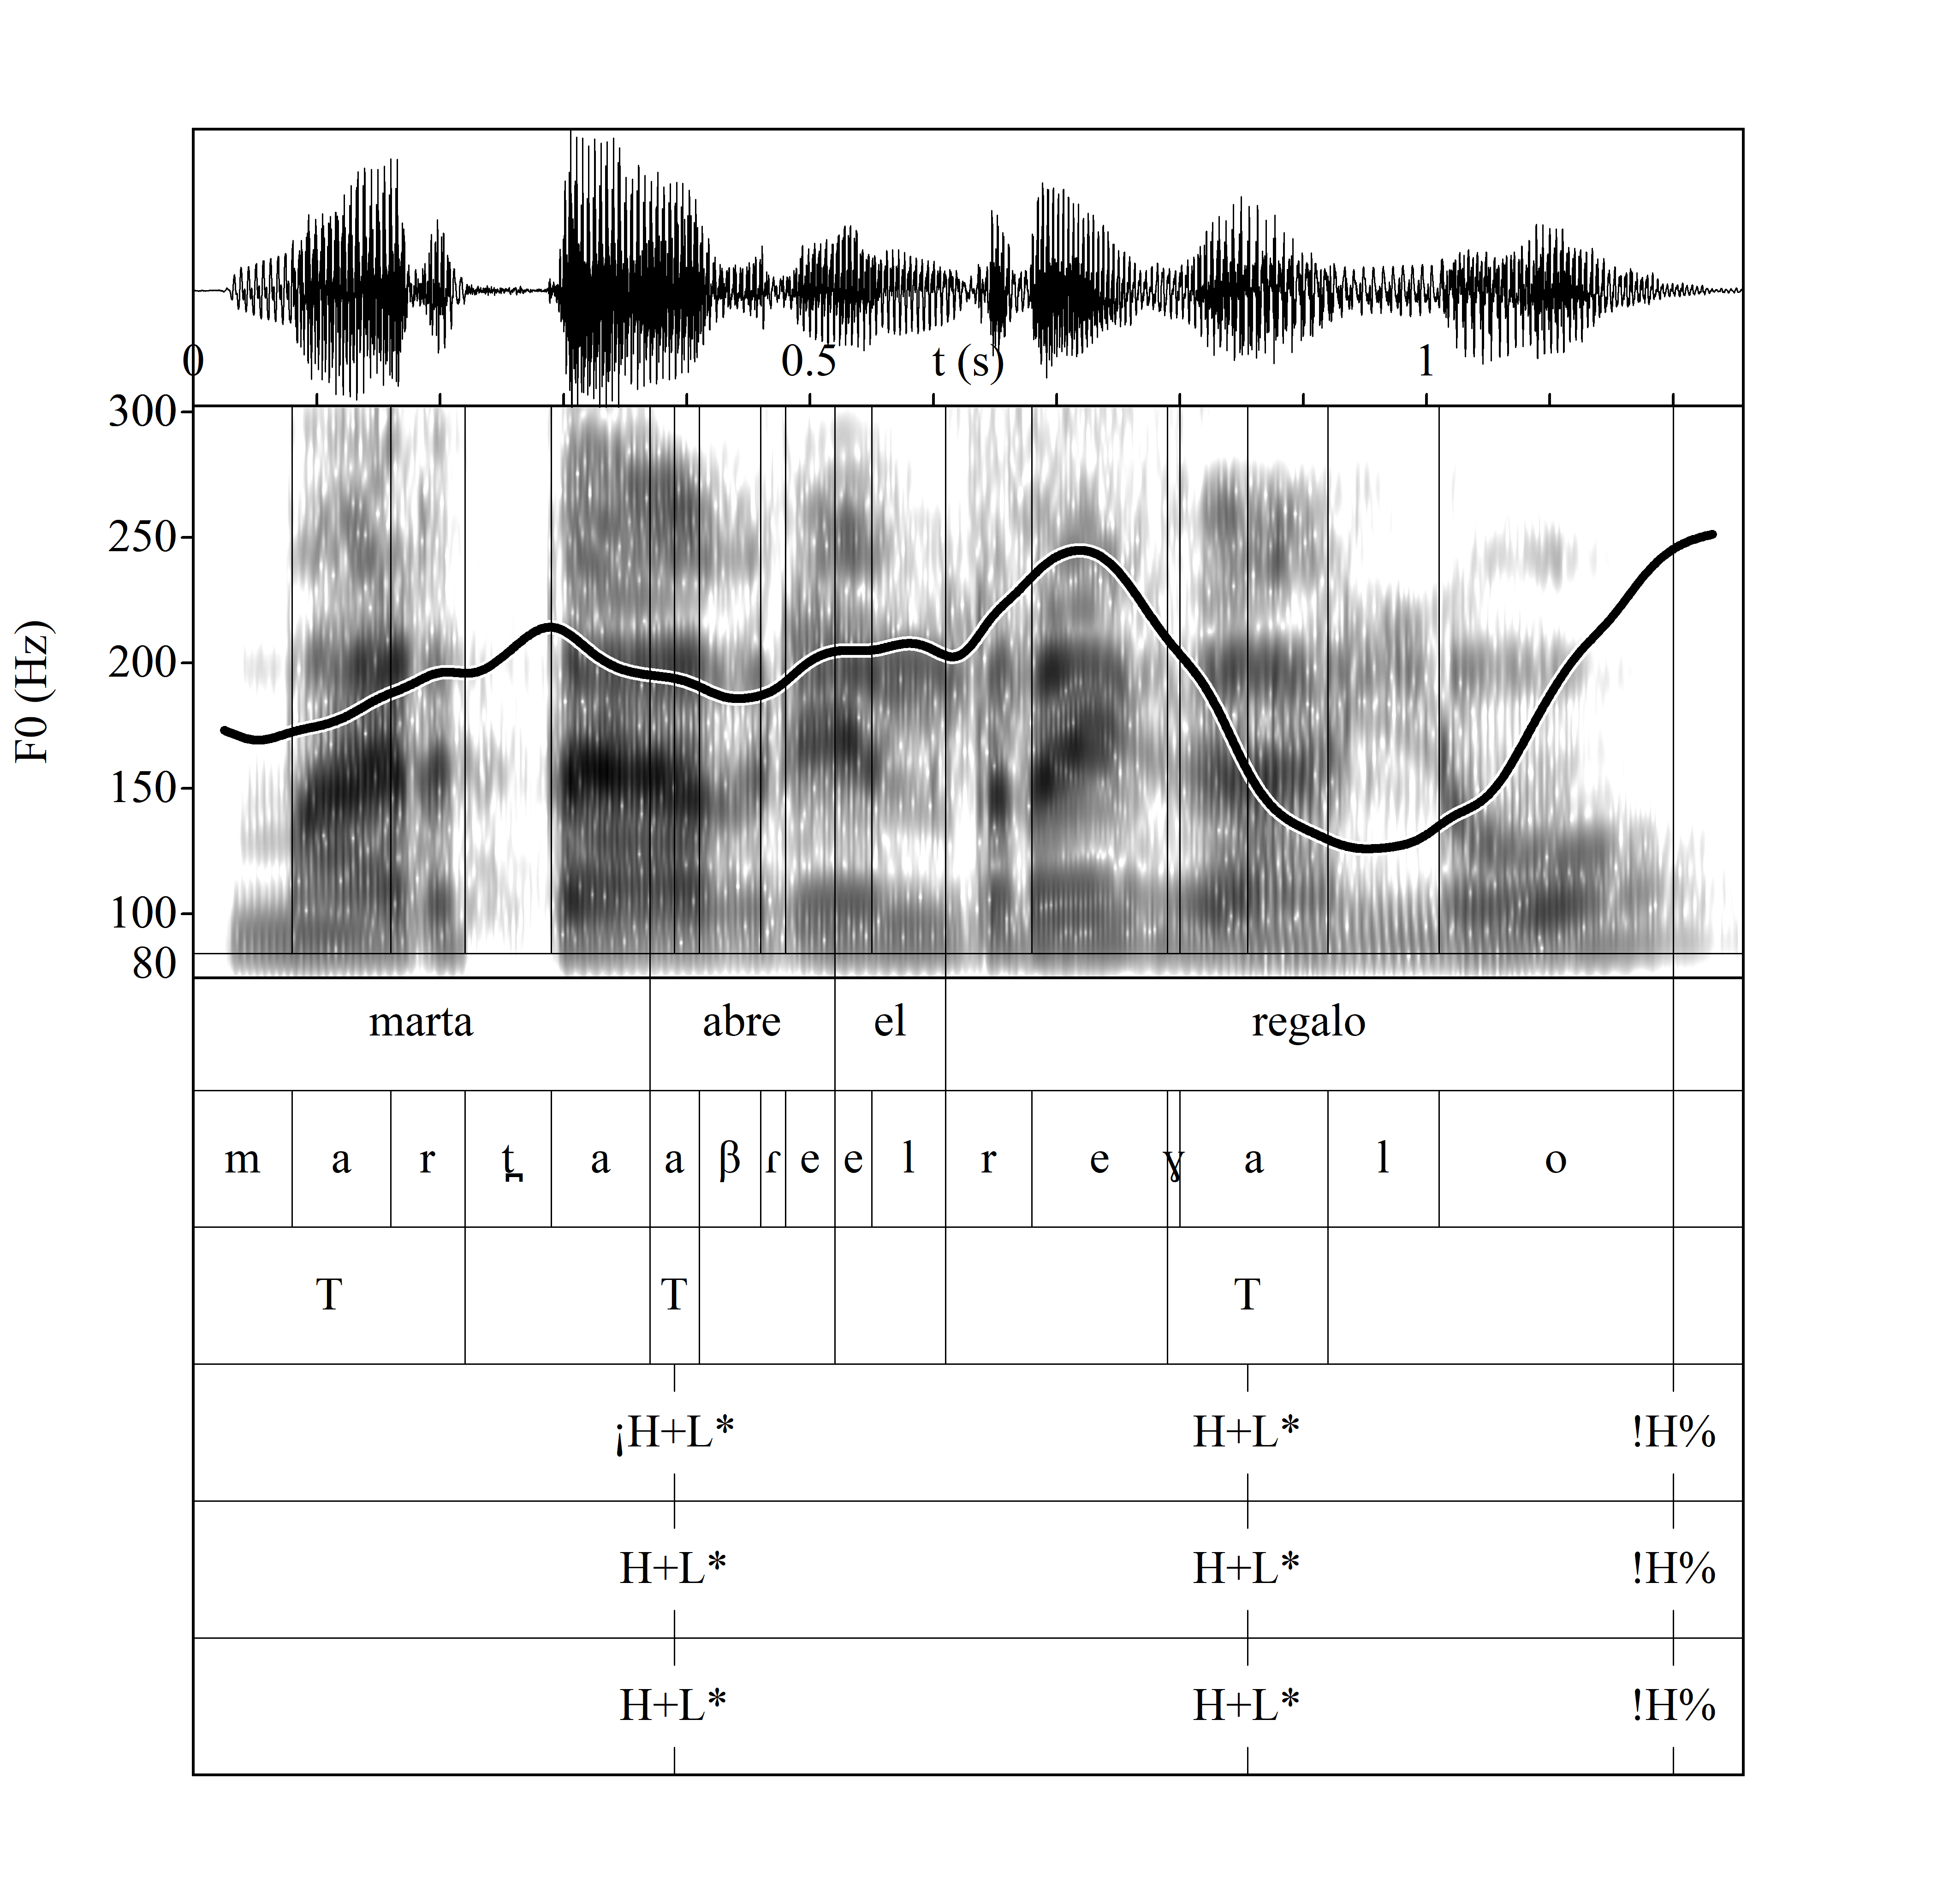 0 0.5 t (s) 1
300
250
200
150
100
80
F0 (Hz)
marta abre el regalo
m a r t̪ a a β ɾ e e l r e ɣ a l o
T T T
¡H+L* H+L* !H%
H+L* H+L* !H%
H+L* H+L* !H%